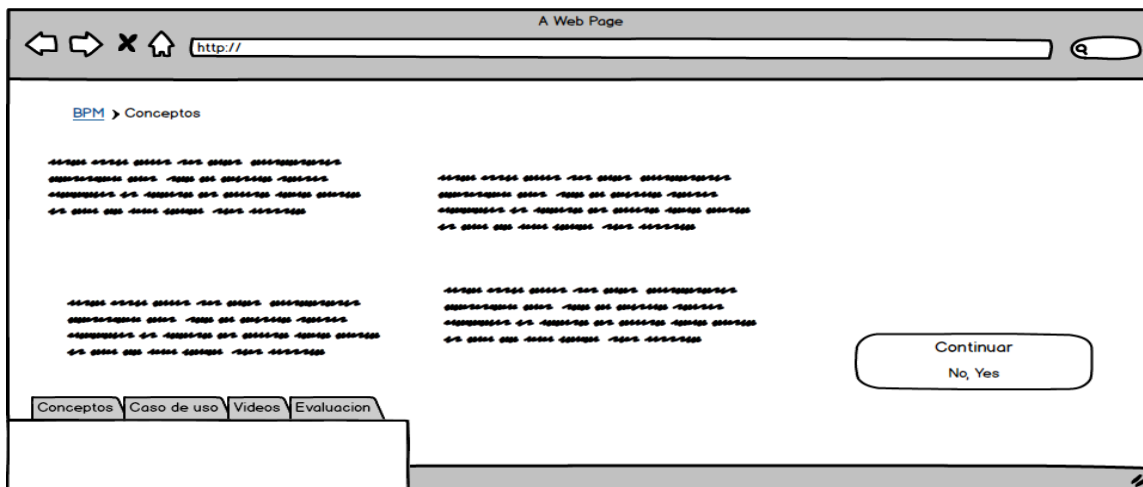 A Web Page
http://
BPM > Conceptos
Continuar
No, Yes
Conceptos Caso de uso Videos Evaluacion